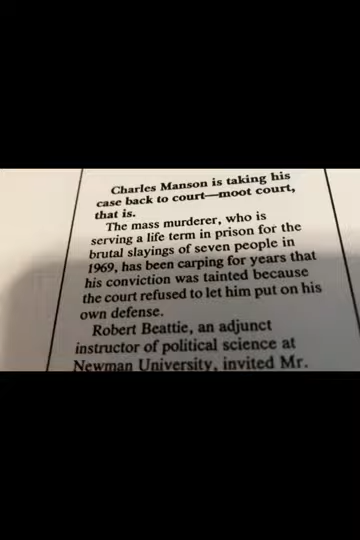 Charles Manson is taking his
case back to court—moot court,
that is.
The mass murderer, who is
serving a life term in prison for the
brutal slayings of seven people in
1969, has been carping for years that
his conviction was tainted because
the court refused to let him put on his
own defense.
Robert Beattie, an adjunct
instructor of political science at
Newman University, invited Mr.